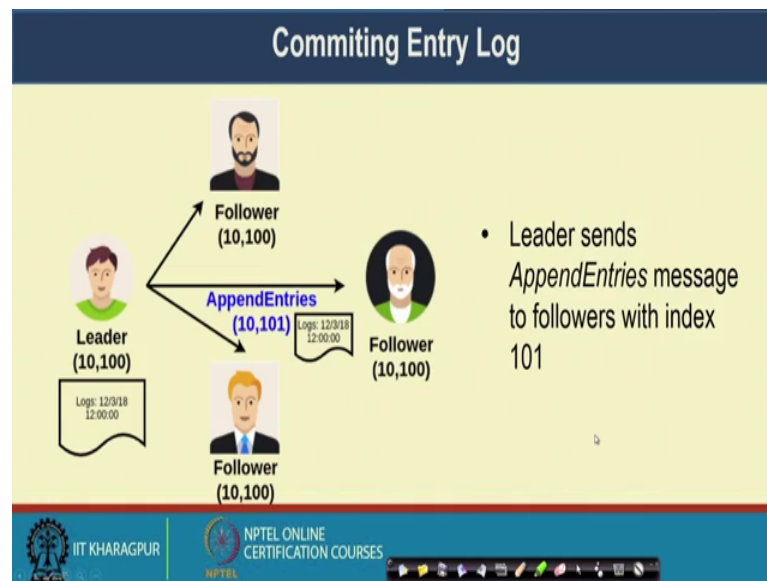 Commiting Entry Log
Follower
(10,100)
AppendEntries
(10,101)
Logs: 12/3/18
12:00:00
Leader
(10,100)
Logs: 12/3/18
12:00:00
Follower
(10,100)
Follower
(10,100)
• Leader sends
AppendEntries message
to followers with index
101
IIT KHARAGPUR
NPTEL
NPTEL ONLINE
CERTIFICATION COURSES